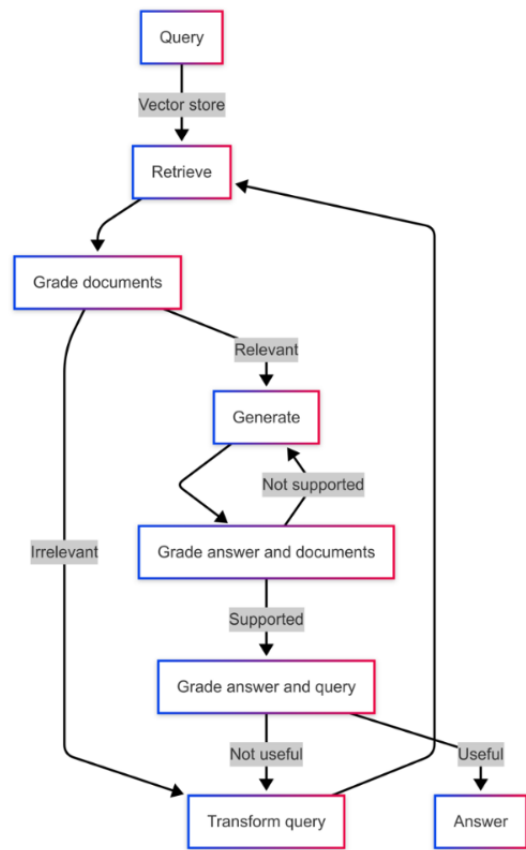 Query
Vector store
Retrieve
Grade documents
Relevant
Generate
Not supported
Grade answer and documents
Irrelevant
Supported
Grade answer and query
Not useful
Useful
Transform query
Answer